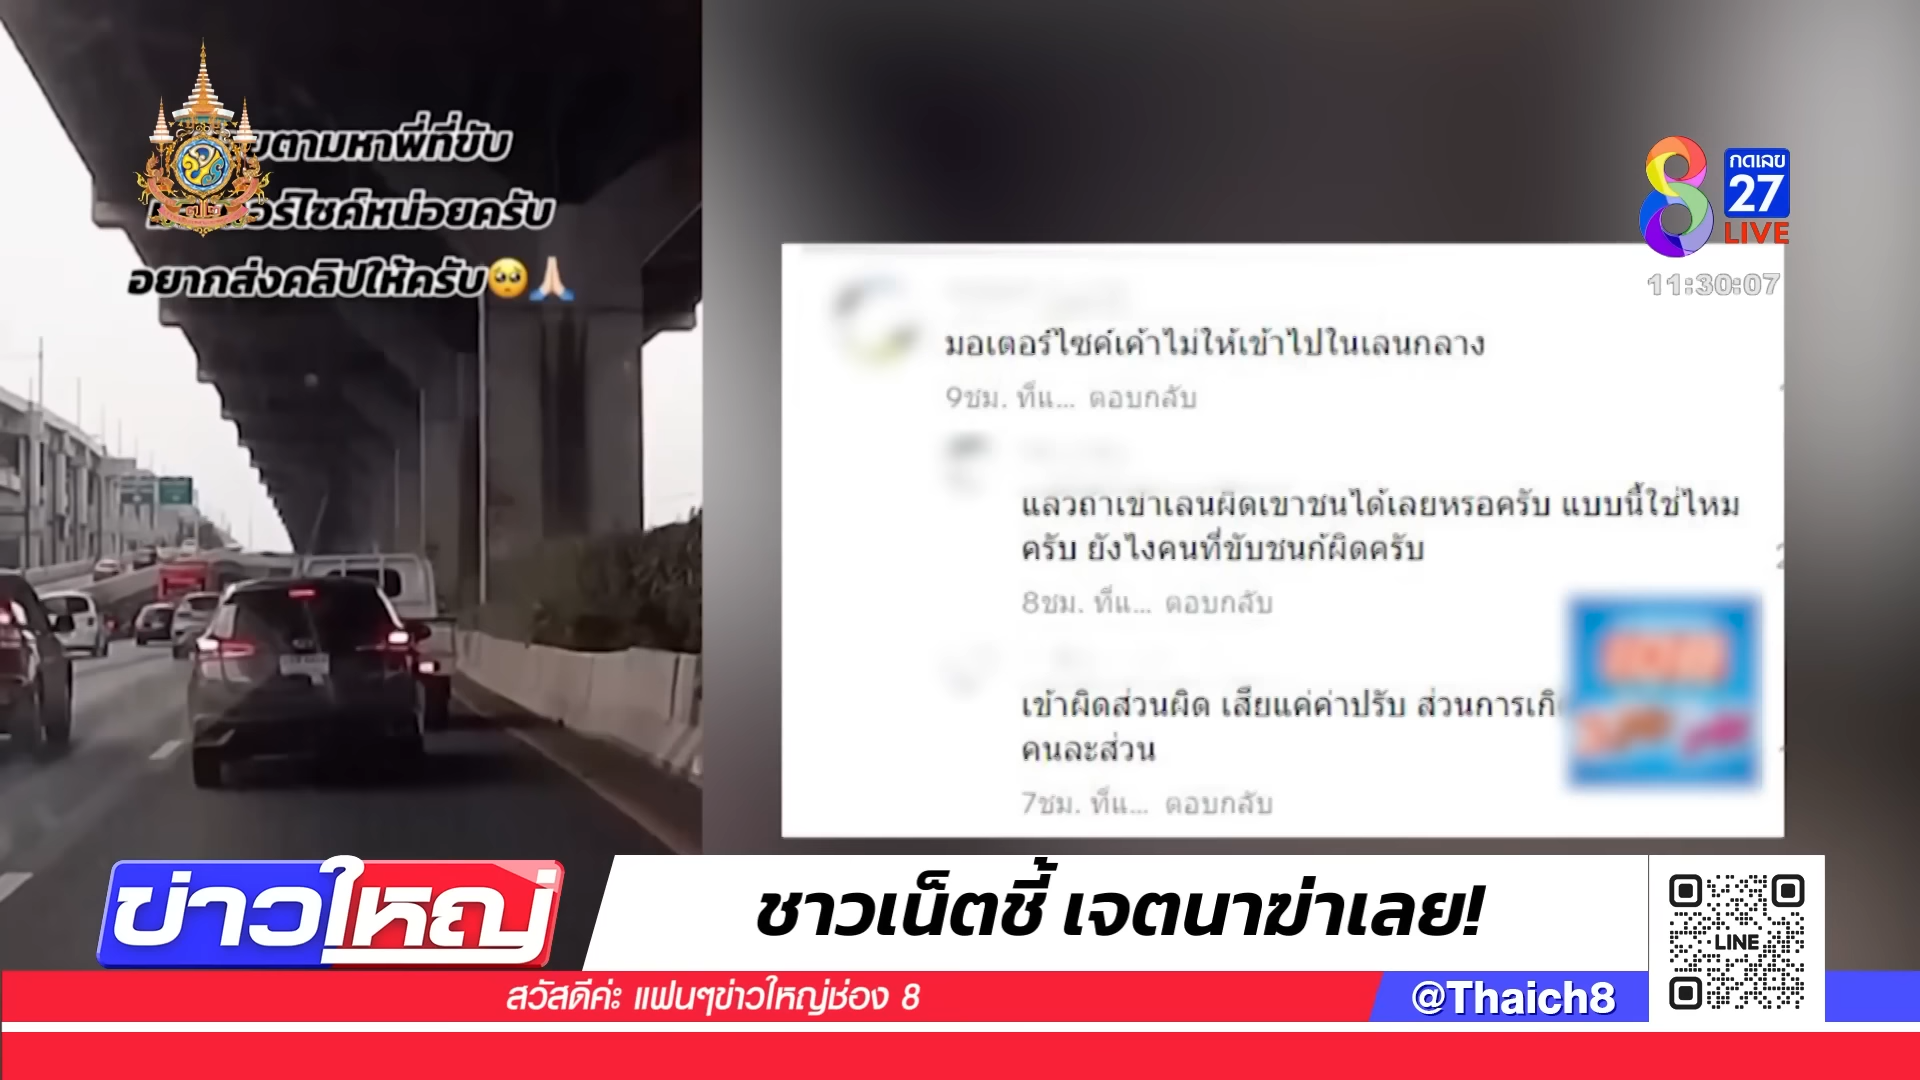 ตามหาพี่ที่ขับ
อร์ไซค์หน่อยครับ
อยากส่งคลิปให้ครับ🥺🙏🏻
กดเลข
8 27
LIVE
11:30:07
มอเตอร์ไซค์เค้าไม่ให้เข้าไปในเลนกลาง
9ชม. ที่แ... ตอบกลับ
แลวถาเขาเลนผิดเขาชนได้เลยหรอครับ แบบนี้ใช่ไหม
ครับ ยังไงคนที่ขับชนก้ผิดครับ
8ชม. ที่แ... ตอบกลับ
เข้าผิดส่วนผิด เสียแค่ค่าปรับ ส่วนการเกิ
คนละส่วน
7ชม. ที่แ... ตอบกลับ
ข่าวใหญ่
ชาวเน็ตชี้ เจตนาฆ่าเลย!
LINE
สวัสดีค่ะ แฟนๆข่าวใหญ่ช่อง 8
@Thaich8